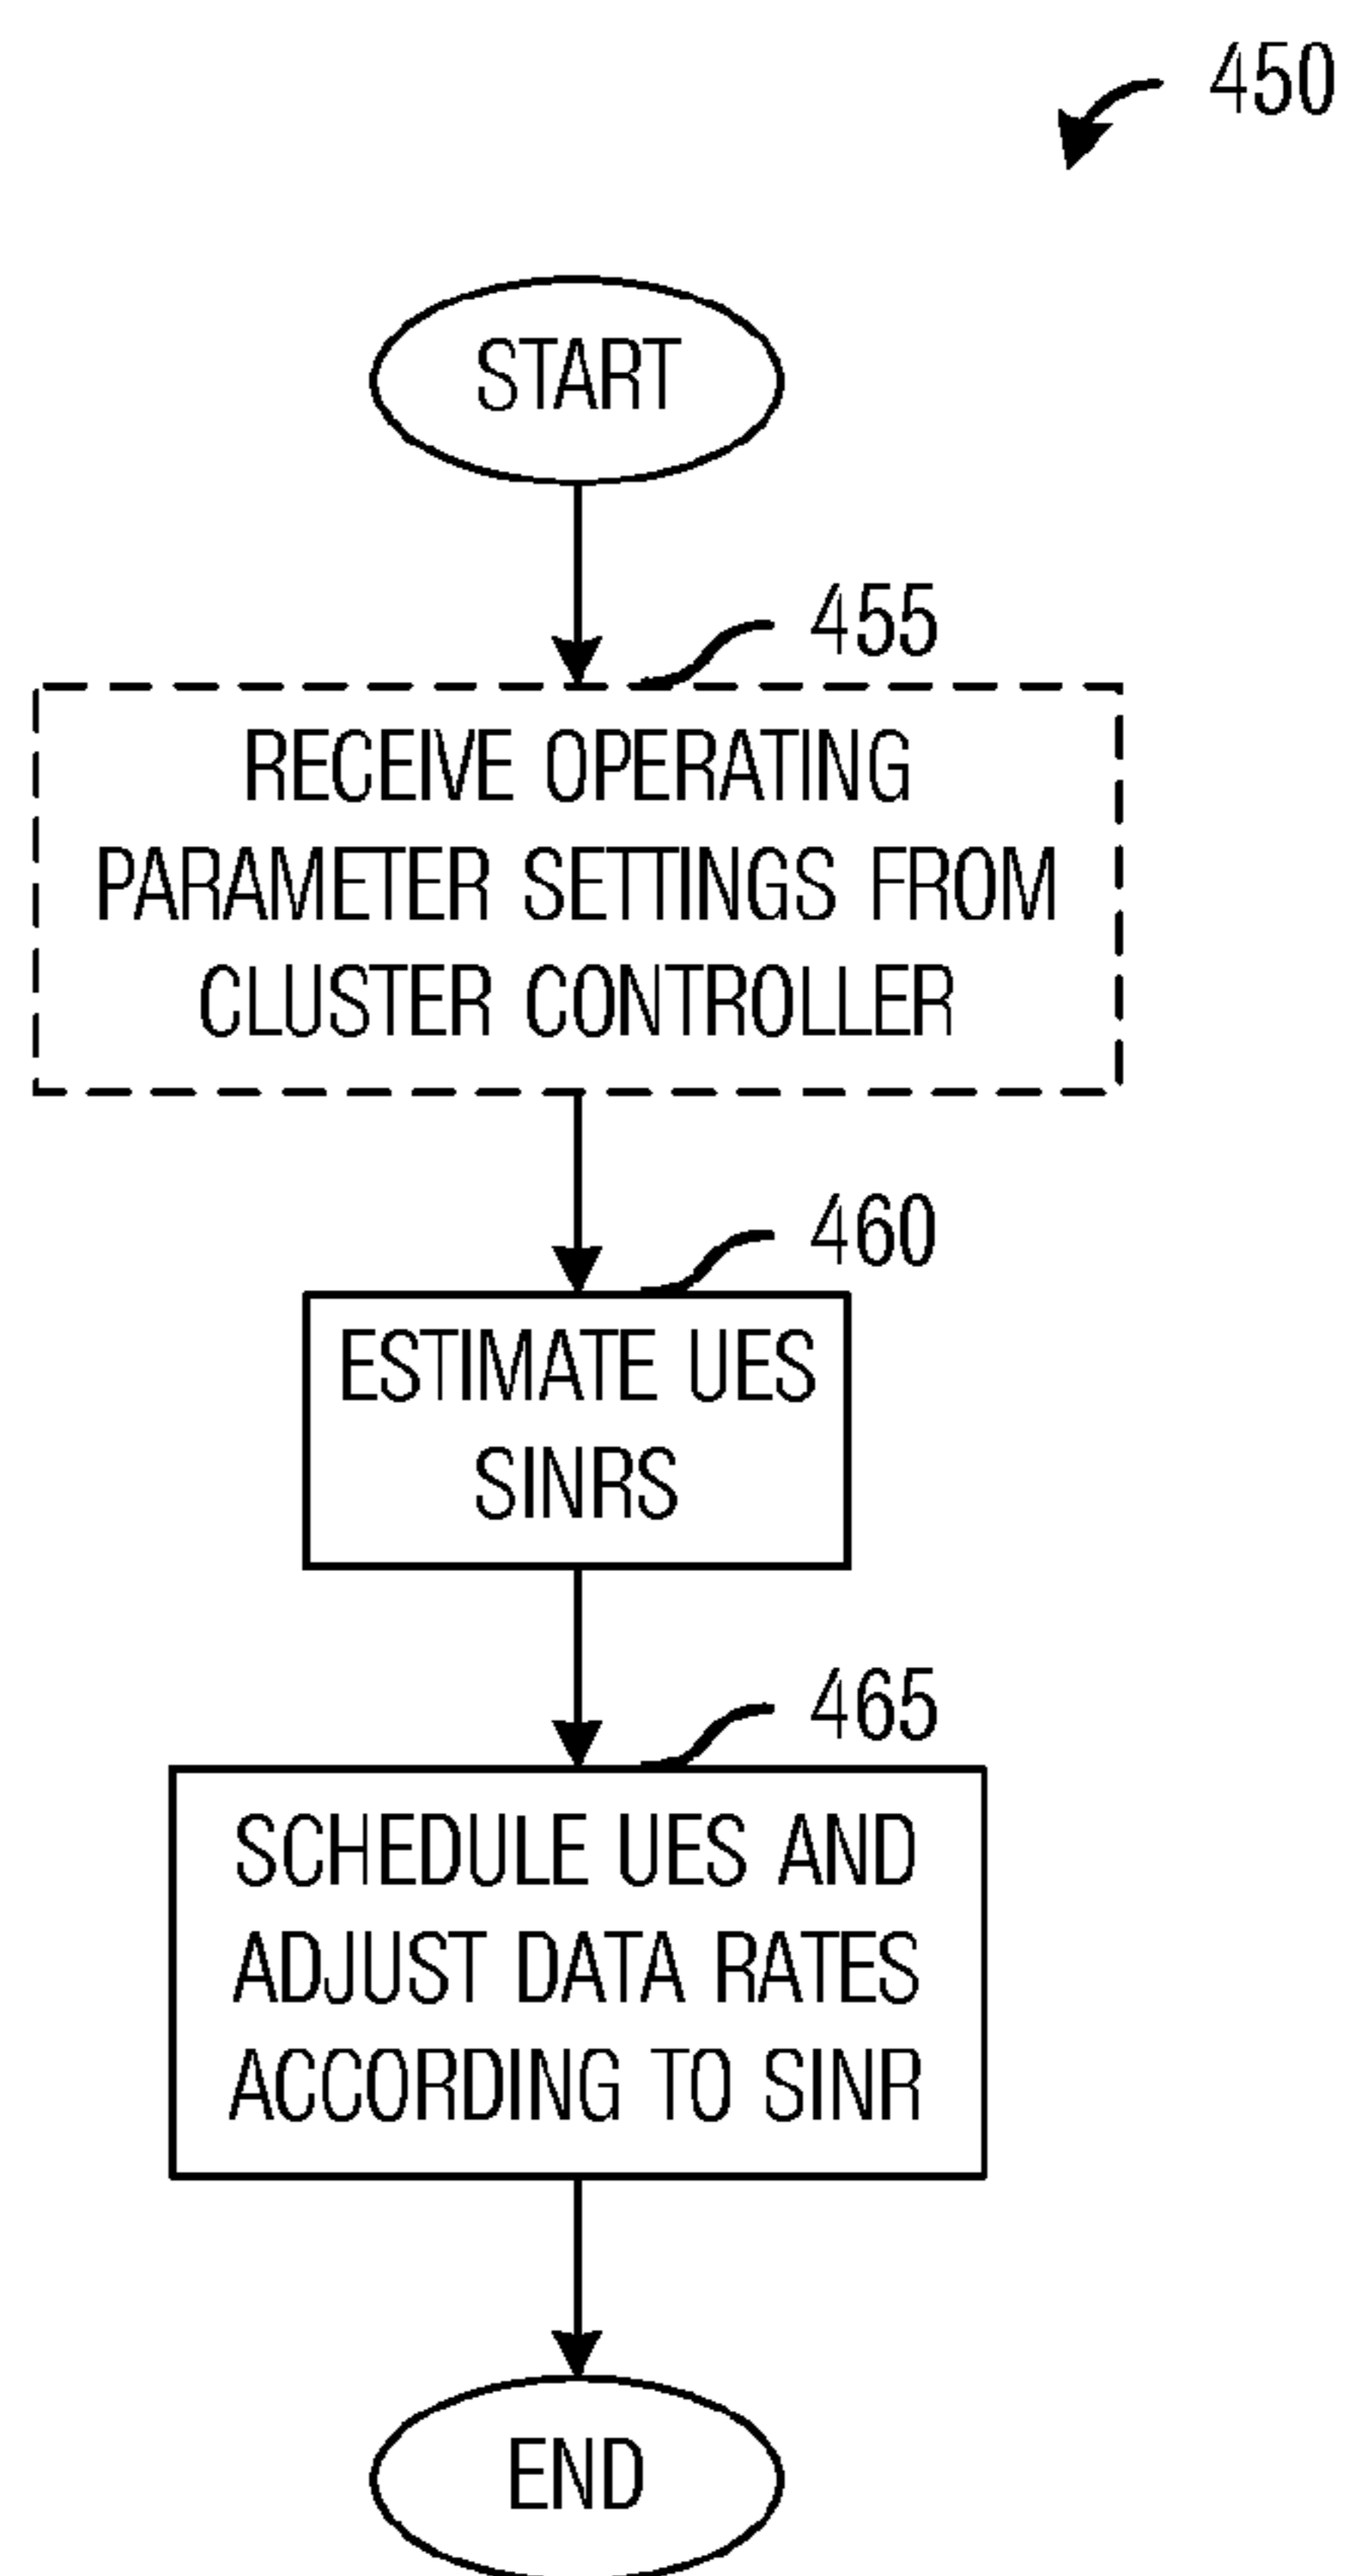 450
START
455
RECEIVE OPERATING
PARAMETER SETTINGS FROM
CLUSTER CONTROLLER
460
ESTIMATE UES
SINRS
465
SCHEDULE UES AND
ADJUST DATA RATES
ACCORDING TO SINR
END